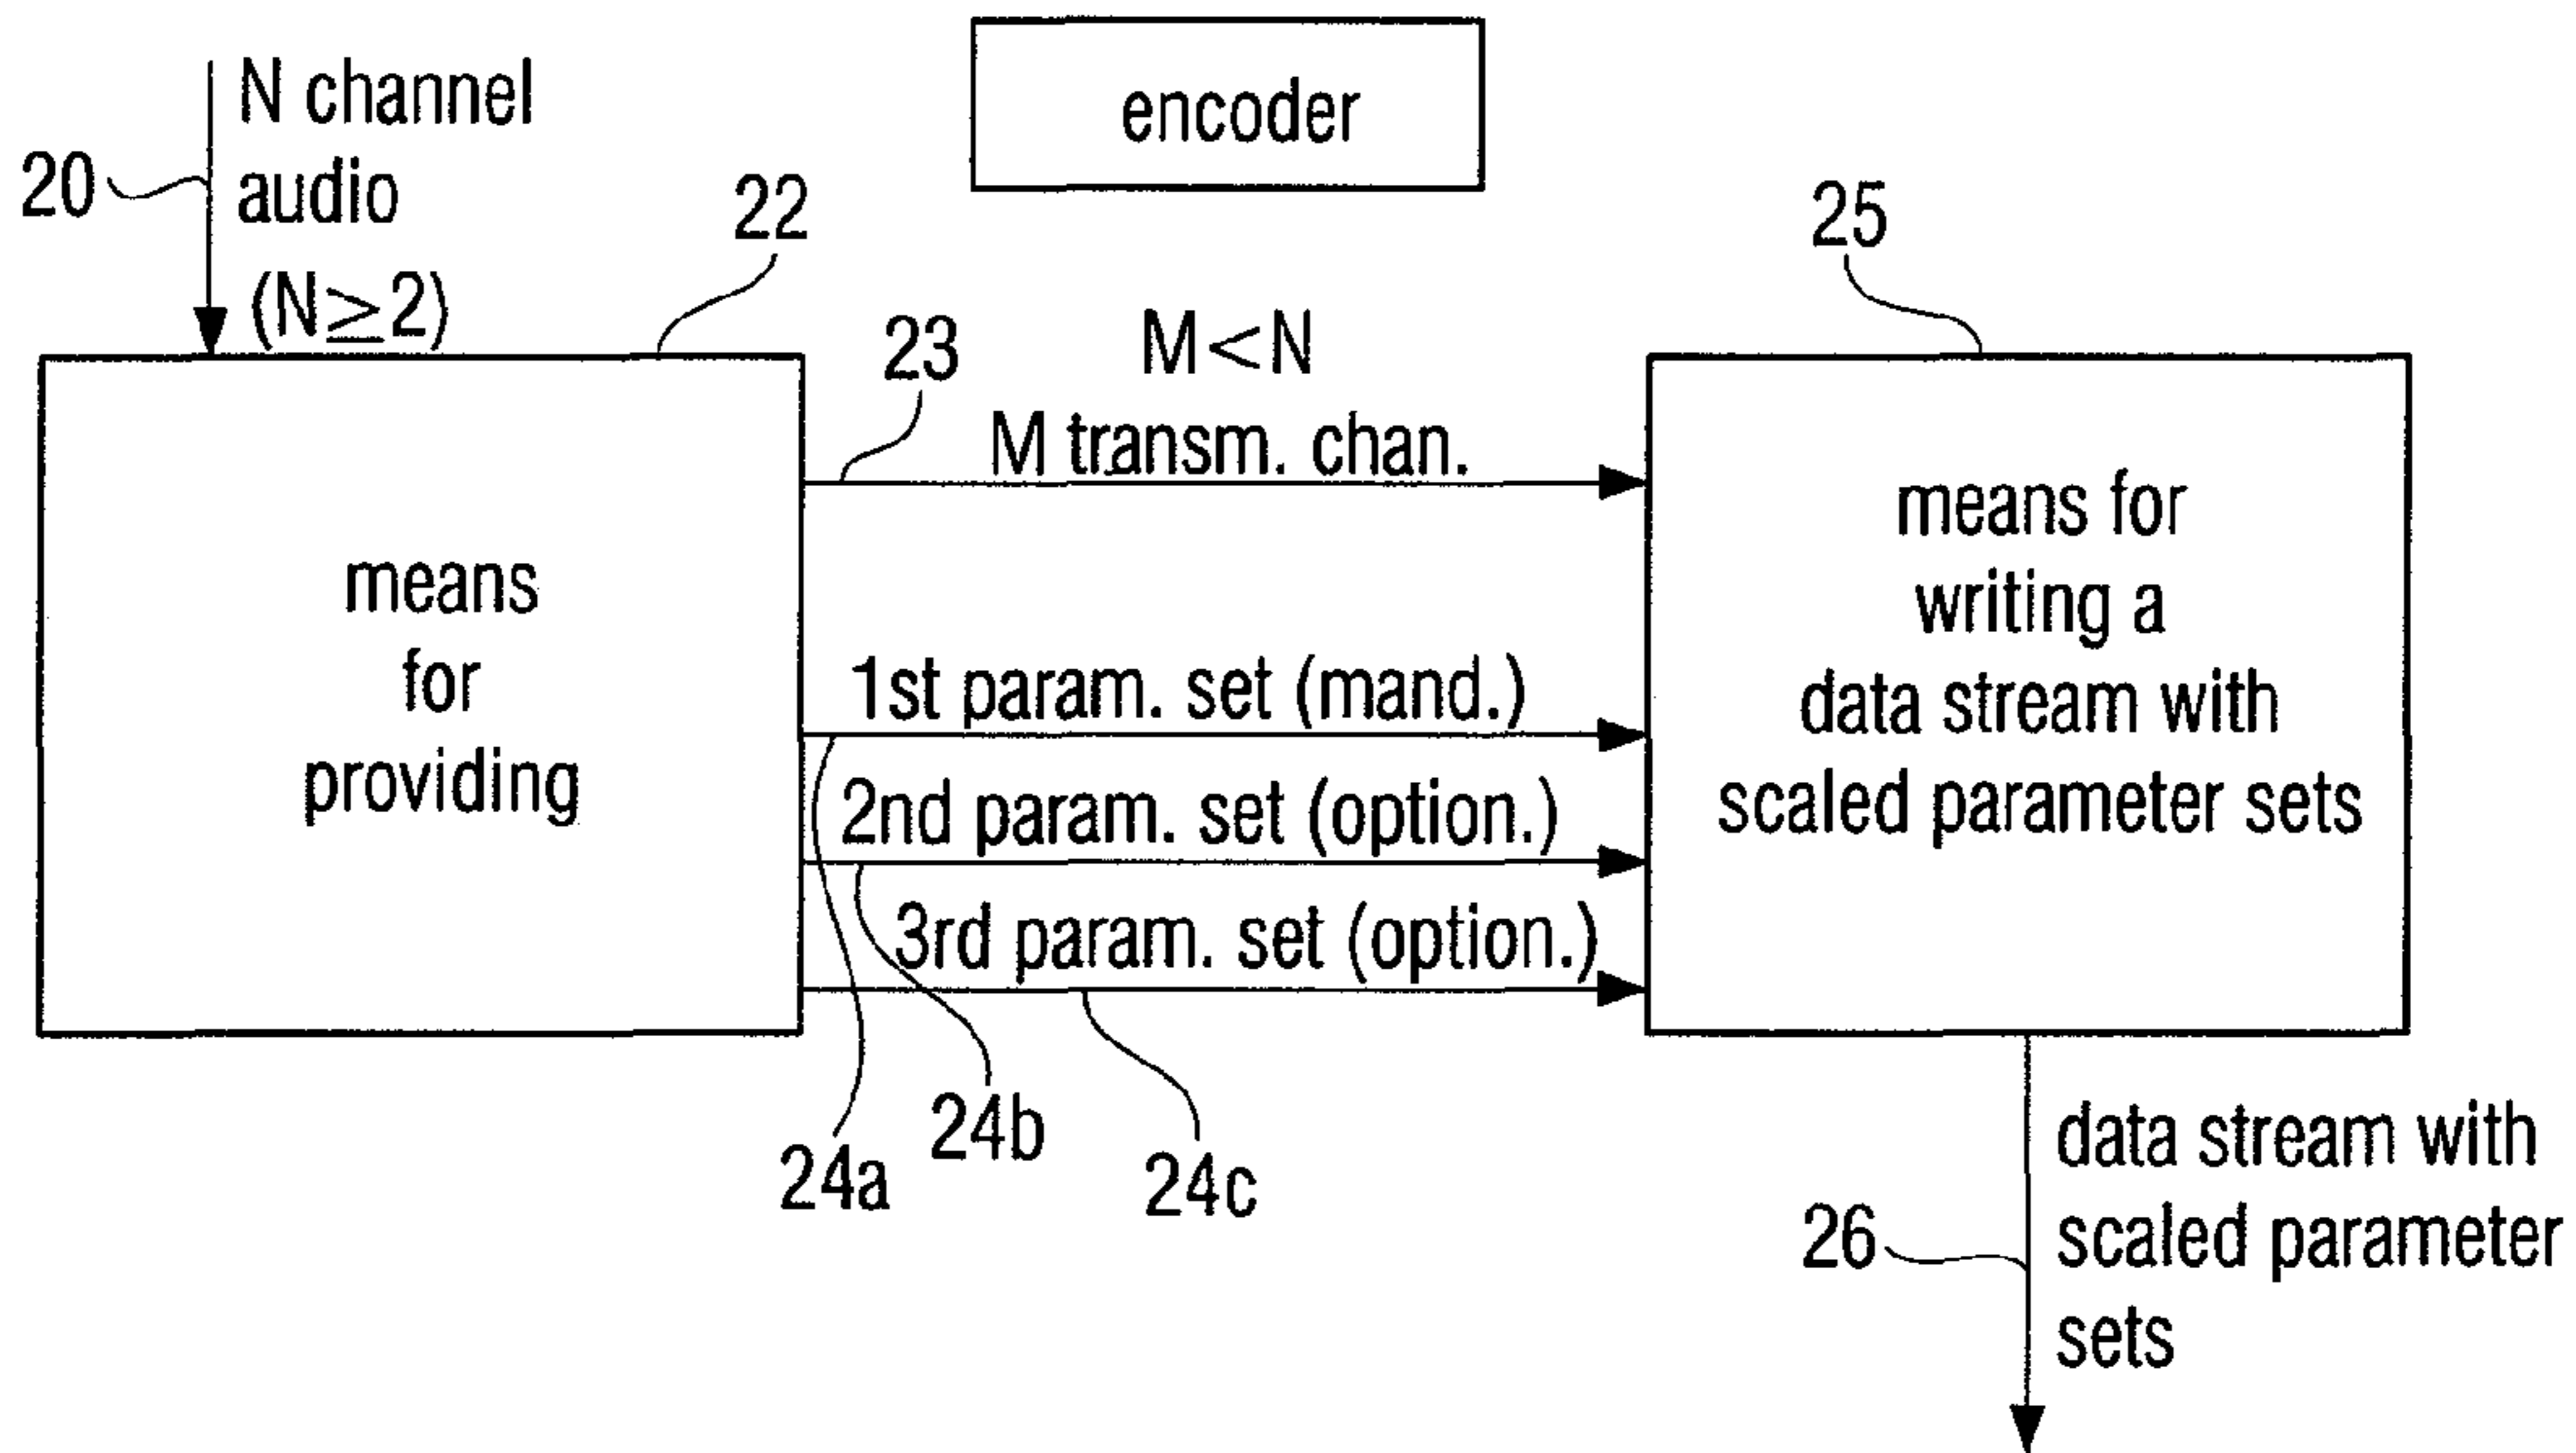 encoder
N channel
audio
(N≥2)
20
22
25
23
M<N
M transm. chan.
means
for
providing
1st param. set (mand.)
2nd param. set (option.)
3rd param. set (option.)
means for
writing a
data stream with
scaled parameter sets
24a
24b
24c
26
data stream with
scaled parameter
sets